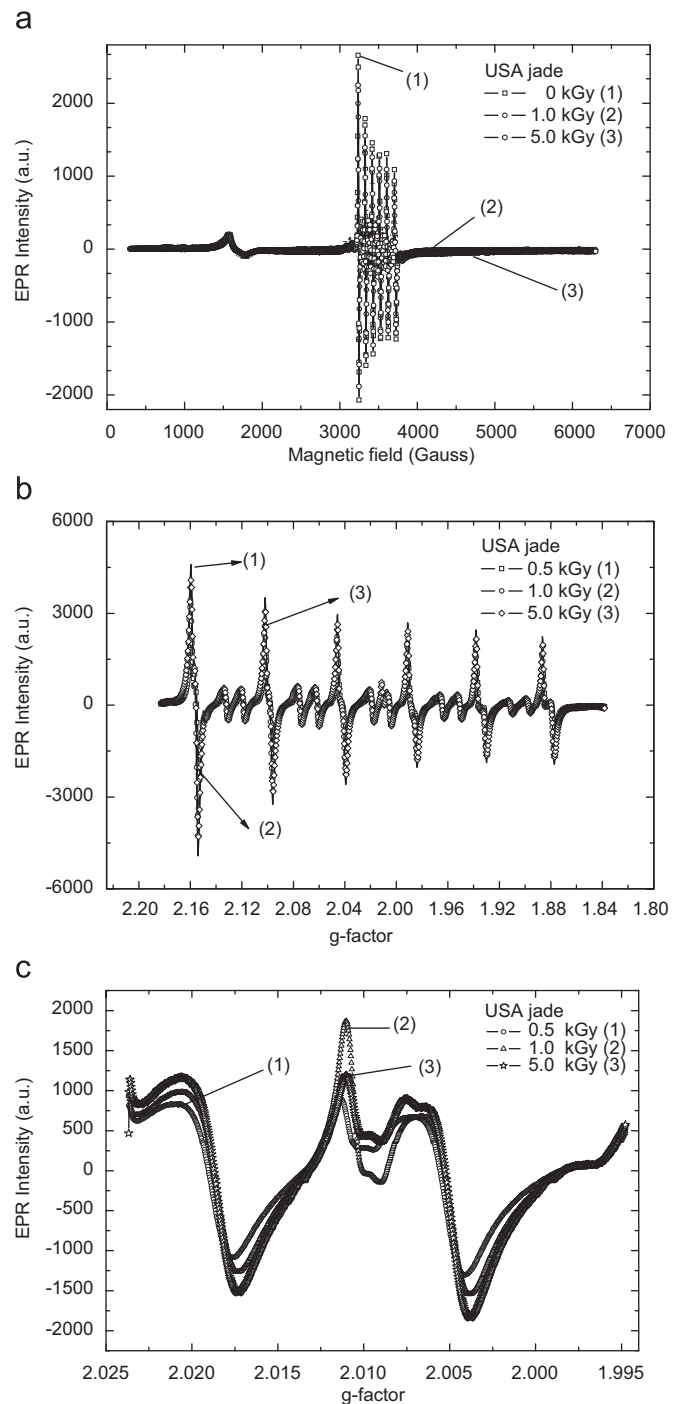 a
USA jade
0 kGy (1)
1.0 kGy (2)
5.0 kGy (3)
(1)
(2)
(3)
2000
1000
0
-1000
-2000
EPR Intensity (a.u.)
0 1000 2000 3000 4000 5000 6000 7000
Magnetic field (Gauss)
b
USA jade
0.5 kGy (1)
1.0 kGy (2)
5.0 kGy (3)
(1)
(3)
(2)
6000
3000
0
-3000
-6000
EPR Intensity (a.u.)
2.20 2.16 2.12 2.08 2.04 2.00 1.96 1.92 1.88 1.84 1.80
g-factor
c
USA jade
0.5 kGy (1)
1.0 kGy (2)
5.0 kGy (3)
(2)
(1)
(3)
2000
1500
1000
500
0
-500
-1000
-1500
-2000
EPR Intensity (a.u.)
2.025 2.020 2.015 2.010 2.005 2.000 1.995
g-factor